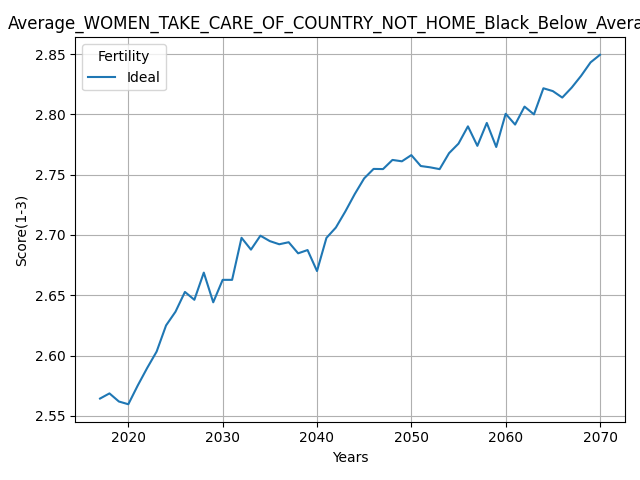 Average_WOMEN_TAKE_CARE_OF_COUNTRY_NOT_HOME_Black_Below_Avera
Fertility
Ideal
2.85
2.80
2.75
2.70
2.65
2.60
2.55
Score(1-3)
2020 2030 2040 2050 2060 2070
Years